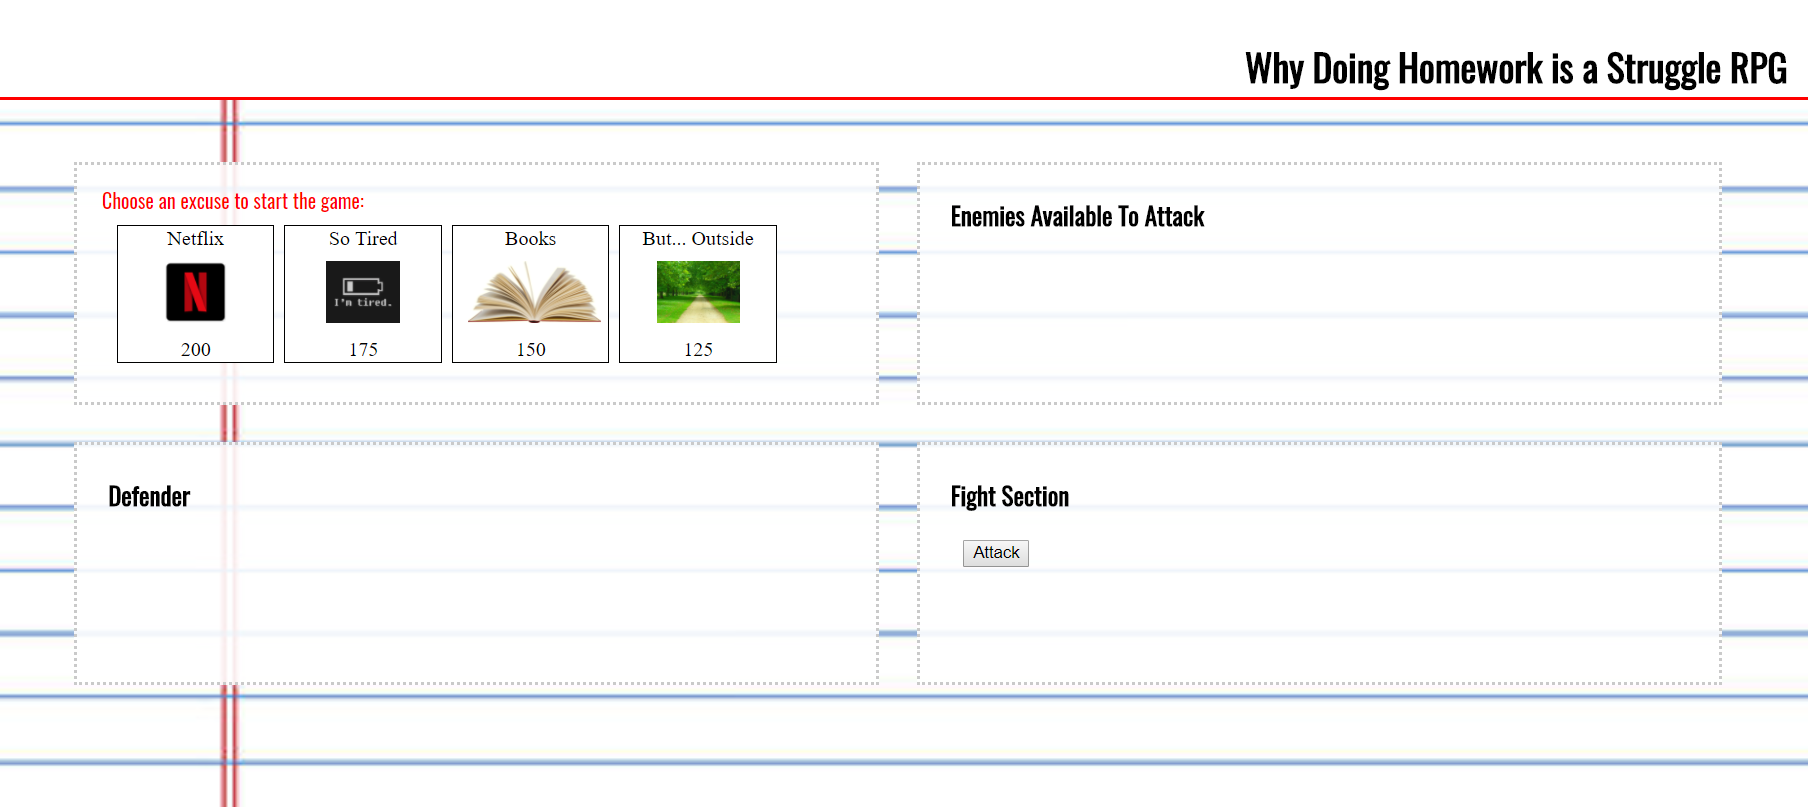 Why Doing Homework is a Struggle RPG
Choose an excuse to start the game:
Netflix
N
200
So Tired
I'm tired.
175
Books
150
But... Outside
125
Enemies Available To Attack
Defender
Fight Section
Attack